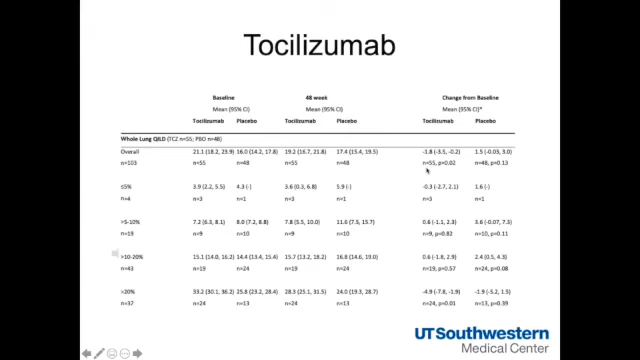 Tocilizumab
Baseline 48 week Change from Baseline
Mean (95% CI) Mean (95% CI) Mean (95% CI)*
Tocilizumab Placebo Tocilizumab Placebo Tocilizumab Placebo
Whole Lung QILD (TCZ n=55; PBO n=48)
Overall 21.1 (18.2, 23.9) 16.0 (14.2, 17.8) 19.2 (16.7, 21.8) 17.4 (15.4, 19.5) -1.8 (-3.5, -0.2) 1.5 (-0.03, 3.0)
n=103 n=55 n=48 n=55 n=48 n=55, p=0.02 n=48, p=0.13
≤5% 3.9 (2.2, 5.5) 4.3 (-) 3.6 (0.3, 6.8) 5.9 (-) -0.3 (-2.7, 2.1) 1.6 (-)
n=4 n=3 n=1 n=3 n=1 n=3 n=1
>5-10% 7.2 (6.3, 8.1) 8.0 (7.2, 8.8) 7.8 (5.5, 10.0) 11.6 (7.5, 15.7) 0.6 (-1.1, 2.3) 3.6 (-0.07, 7.3)
n=19 n=9 n=10 n=9 n=10 n=9, p=0.82 n=10, p=0.11
>10-20% 15.1 (14.0, 16.2) 14.4 (13.4, 15.4) 15.7 (13.2, 18.2) 16.8 (14.6, 19.0) 0.6 (-1.8, 2.9) 2.4 (0.5, 4.3)
n=43 n=19 n=24 n=19 n=24 n=19, p=0.57 n=24, p=0.08
>20% 33.2 (30.1, 36.2) 25.8 (23.2, 28.4) 28.3 (25.1, 31.5) 24.0 (19.3, 28.7) -4.9 (-7.8, -1.9) -1.9 (-5.2, 1.5)
n=37 n=24 n=13 n=24 n=13 n=24, p=0.01 n=13, p=0.39
UTSouthwestern
Medical Center